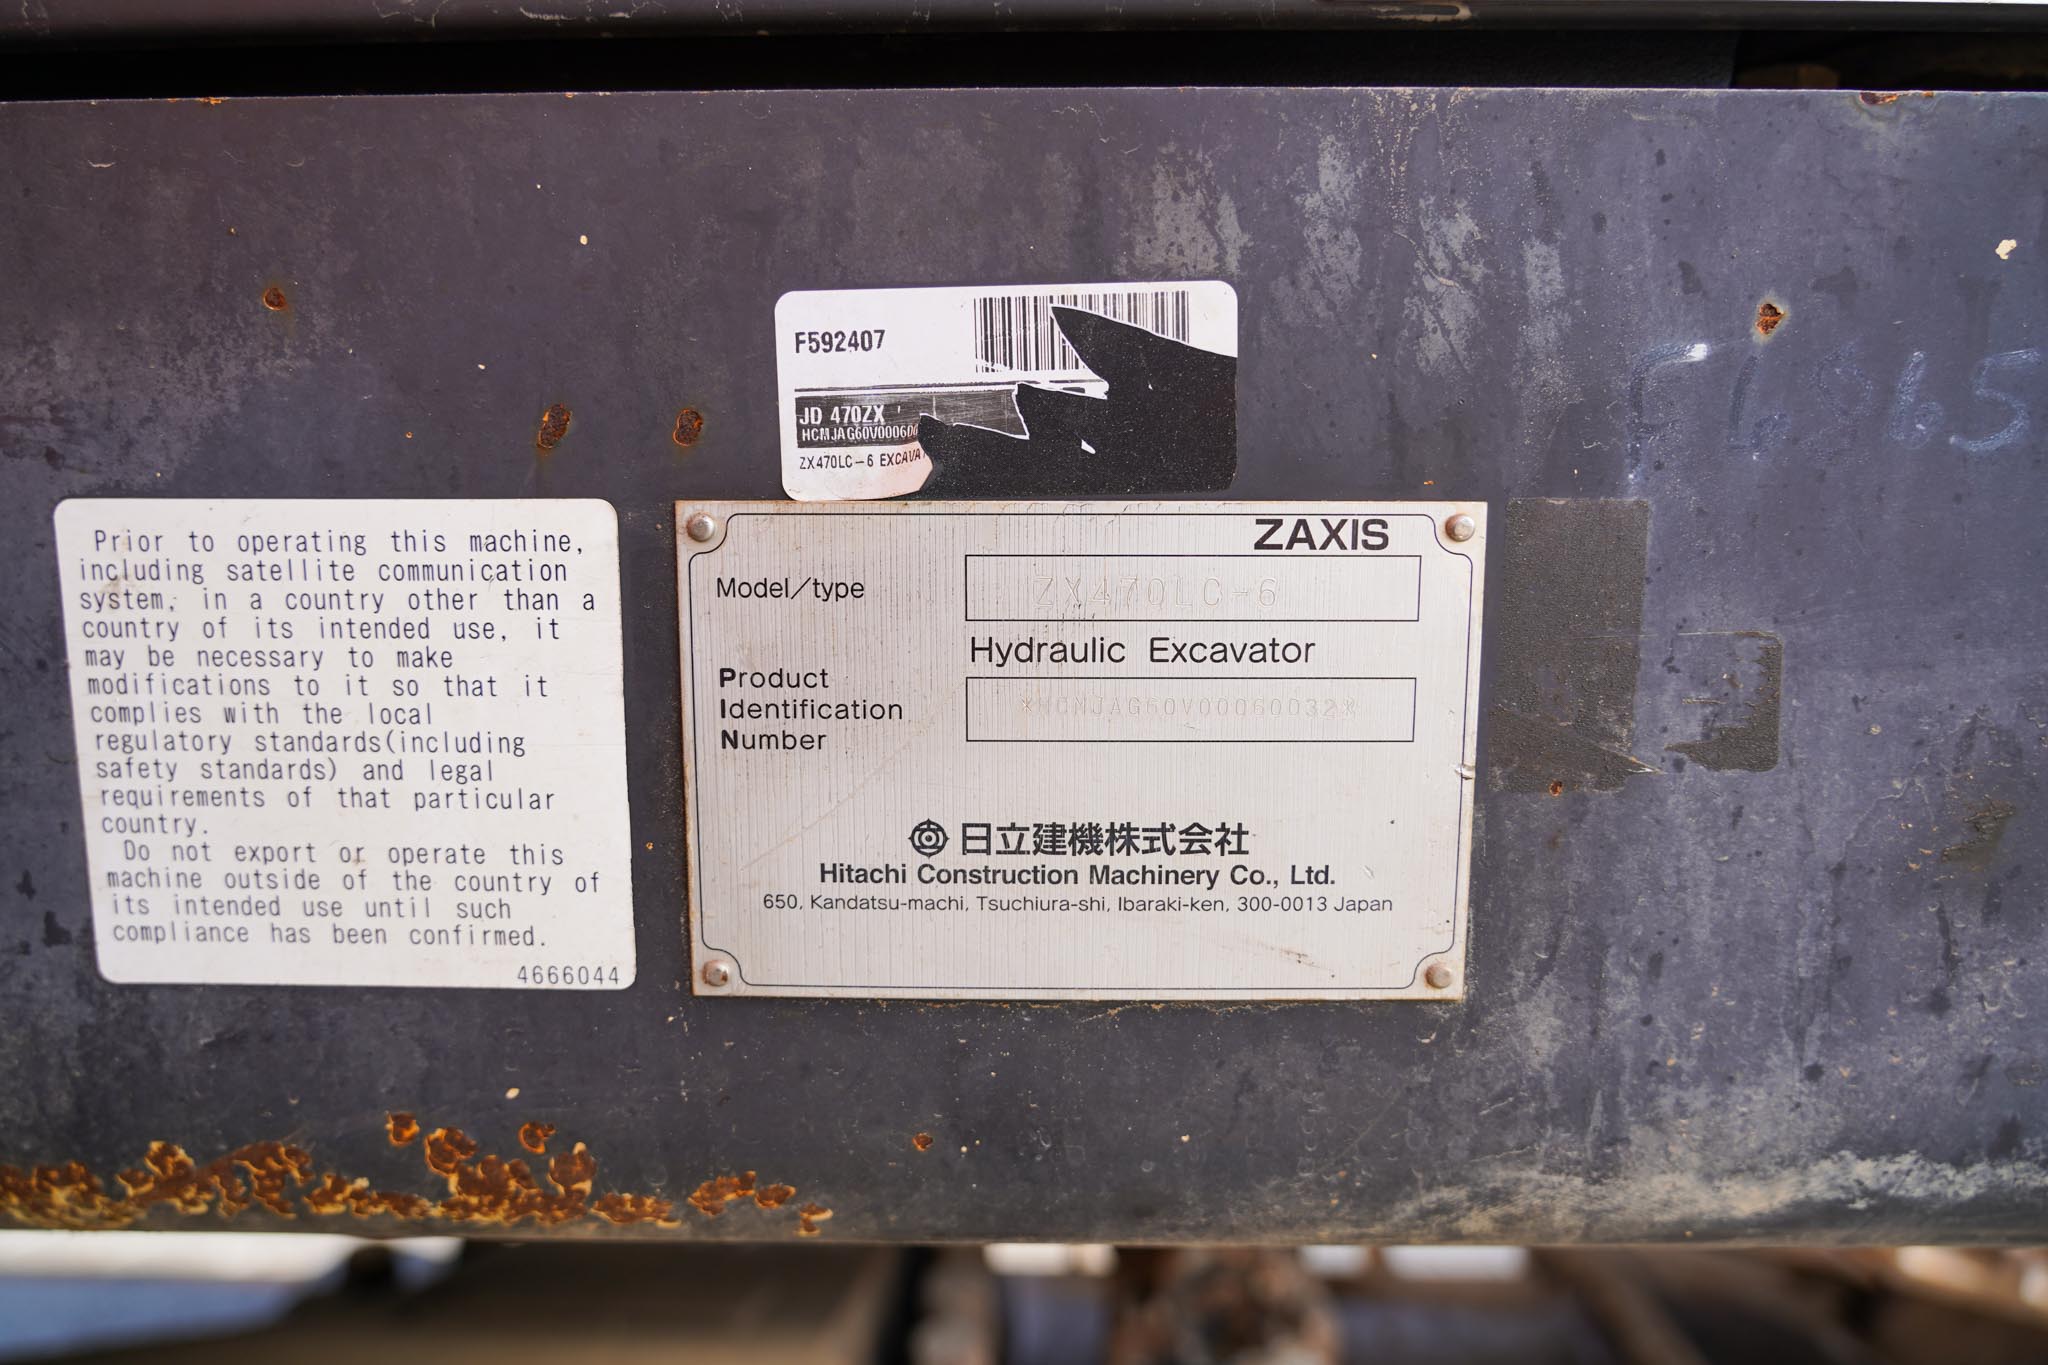 F592407
JD 470ZX
HCMJAG60V00060
ZX470LC-6
Prior to operating this machine,
including satellite communication
system, in a country other than a
country of its intended use, it
may be necessary to make
modifications to it so that it
complies with the local
regulatory standards(including
safety standards) and legal
requirements of that particular
country.
Do not export or operate this
machine outside of the country of
its intended use until such
compliance has been confirmed.
4666044
ZAXIS
Model/type
ZX470LC-6
Hydraulic Excavator
Product
Identification
Number
*HCMJAG60V00060032*
日立建機株式会社
Hitachi Construction Machinery Co., Ltd.
650, Kandatsu-machi, Tsuchiura-shi, Ibaraki-ken, 300-0013 Japan